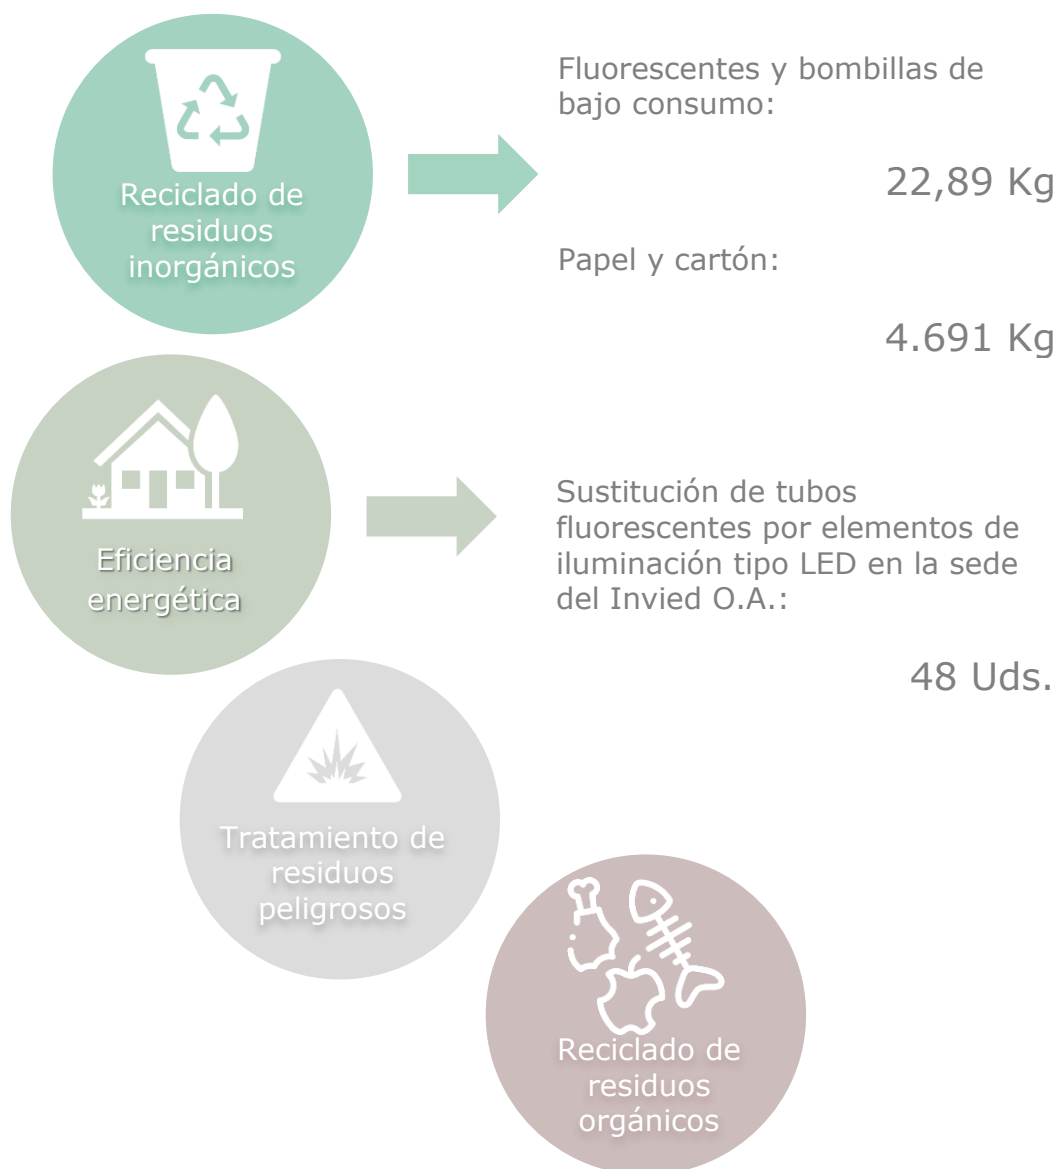 Reciclado de
residuos
inorgánicos
Fluorescentes y bombillas de
bajo consumo:
22,89 Kg
Papel y cartón:
4.691 Kg
Eficiencia
energética
Sustitución de tubos
fluorescentes por elementos de
iluminación tipo LED en la sede
del Invied O.A.:
48 Uds.
Tratamiento de
residuos
peligrosos
Reciclado de
residuos
orgánicos